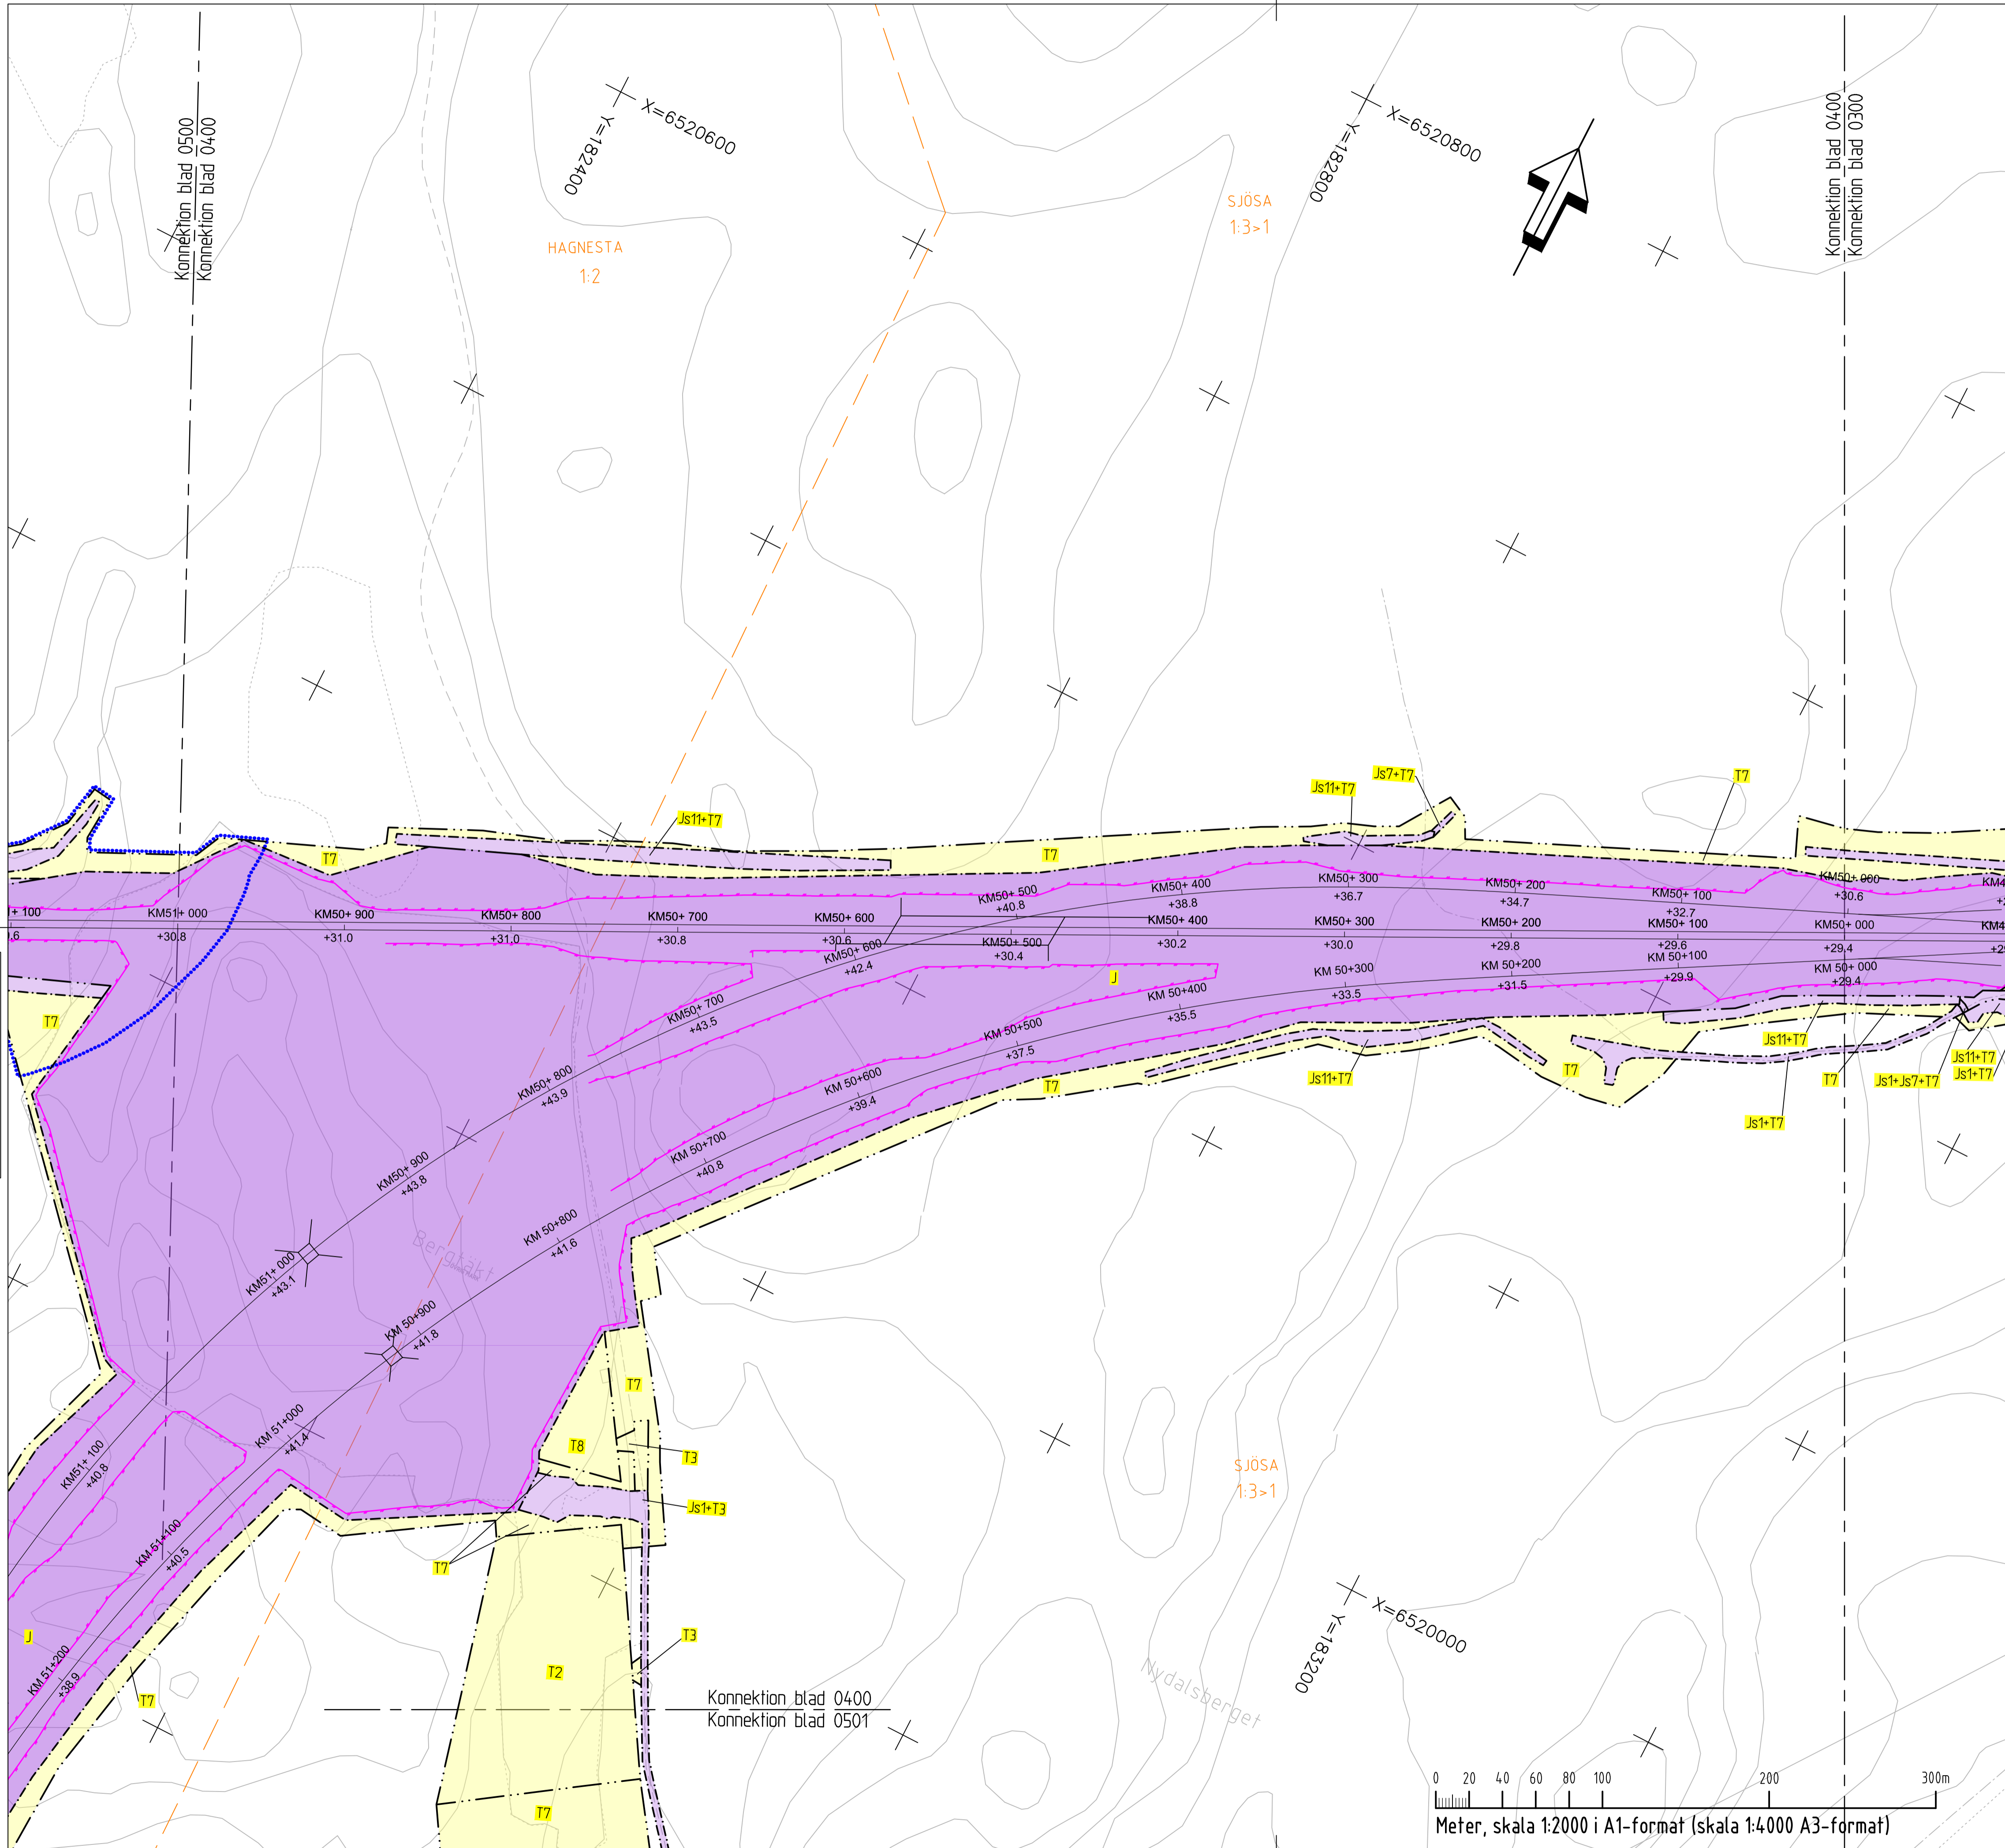 Konnektion blad 0500
Konnektion blad 0400
Y=182400
X=6520600
Y=182800
X=6520800
Konnektion blad 0400
Konnektion blad 0300
HAGNESTA
1:2
SJÖSA
1:3>1
Js11+T7
Js7+T7
T7
Js11+T7
T7
T7
KM50+ 500
+40.8
KM50+ 400
+38.8
KM50+ 300
+36.7
KM50+ 200
+34.7
KM50+ 100
+32.7
KM50+ 000
+30.6
+ 100
KM51+ 000
+30.8
KM50+ 900
+31.0
KM50+ 800
+31.0
KM50+ 700
+30.8
KM50+ 600
+30.6
KM50+ 500
+30.4
KM50+ 400
+30.2
KM50+ 300
+30.0
KM50+ 200
+29.8
KM50+ 100
+29.6
KM50+ 000
+29.4
KM50+ 600
+42.4
KM50+ 700
+43.5
KM50+ 800
+43.9
KM50+ 900
+43.8
KM51+ 000
+43.1
KM51+ 100
+40.8
J
KM 50+000
+29.4
KM 50+100
+29.9
KM 50+200
+31.5
KM 50+300
+33.5
KM 50+400
+35.5
KM 50+500
+37.5
KM 50+600
+39.4
KM 50+700
+40.8
KM 50+800
+41.6
KM 50+900
+41.8
KM 51+000
+41.4
KM 51+100
+40.5
KM 51+200
+38.9
T7
T7
Js11+T7
T7
Js11+T7
T7
Js1+T7
Js1+Js7+T7
Js11+T7
Js1+T7
Bergtäkt
T7
T8
T3
Js1+T3
T7
T3
T2
J
T7
T7
SJÖSA
1:3>1
Y=183200
X=6520000
Nydalsberget
Konnektion blad 0400
Konnektion blad 0501
0 20 40 60 80 100 200 300m
Meter, skala 1:2000 i A1-format (skala 1:4000 A3-format)